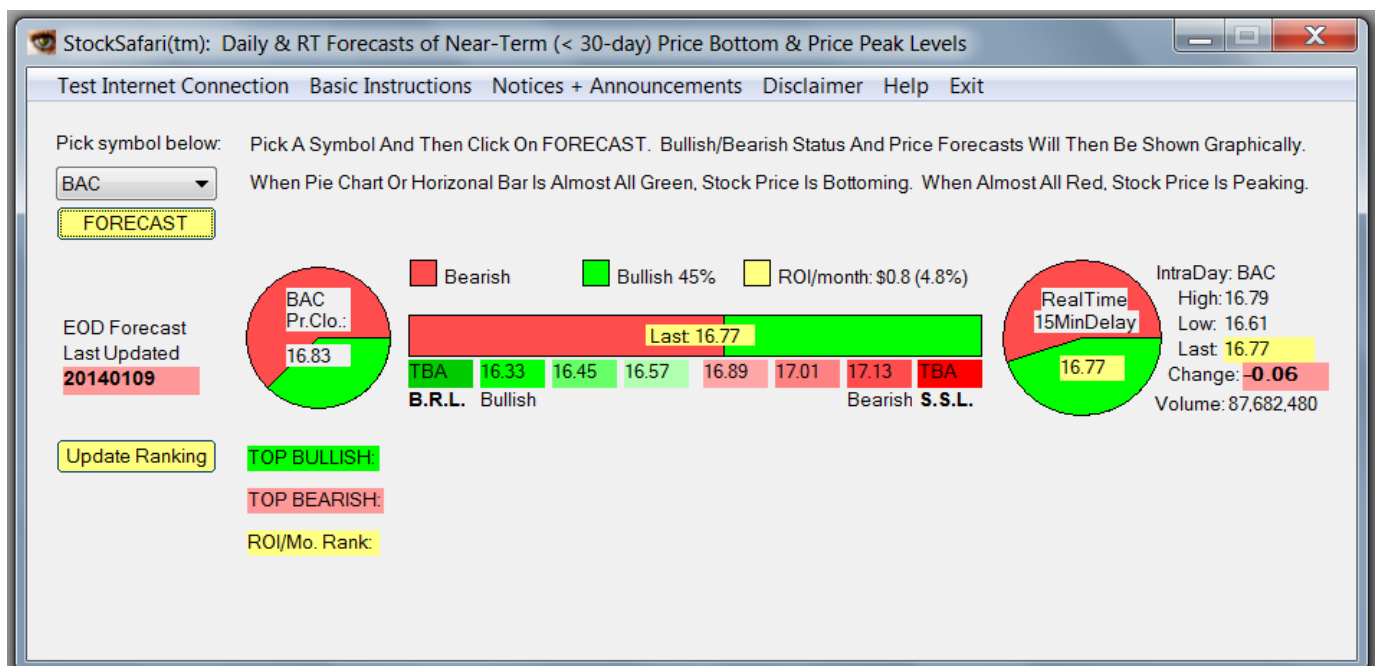 StockSafari(tm): Daily & RT Forecasts of Near-Term (< 30-day) Price Bottom & Price Peak Levels
Test Internet Connection Basic Instructions Notices + Announcements Disclaimer Help Exit
Pick symbol below:
Pick A Symbol And Then Click On FORECAST. Bullish/Bearish Status And Price Forecasts Will Then Be Shown Graphically.
BAC
When Pie Chart Or Horizonal Bar Is Almost All Green, Stock Price Is Bottoming. When Almost All Red, Stock Price Is Peaking.
FORECAST
EOD Forecast
Last Updated
20140109
BAC
Pr.Clo.:
16.83
Bearish Bullish 45% ROI/month: $0.8 (4.8%)
Last: 16.77
TBA 16.33 16.45 16.57 16.89 17.01 17.13 TBA
B.R.L. Bullish Bearish S.S.L.
RealTime
15MinDelay
16.77
IntraDay: BAC
High: 16.79
Low: 16.61
Last: 16.77
Change: -0.06
Volume: 87,682,480
Update Ranking
TOP BULLISH:
TOP BEARISH:
ROI/Mo. Rank: